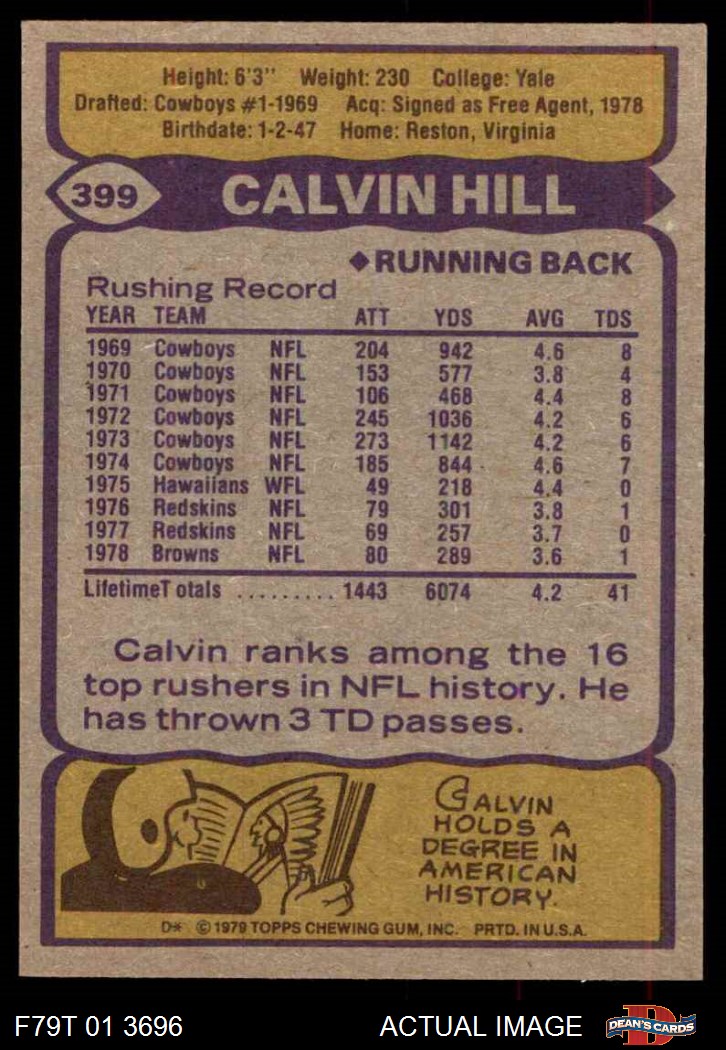 Height: 6'3" Weight: 230 College: Yale
Drafted: Cowboys #1-1969 Acq: Signed as Free Agent, 1978
Birthdate: 1-2-47 Home: Reston, Virginia
399 CALVIN HILL
◆RUNNING BACK
Rushing Record
YEAR TEAM ATT YDS AVG TDS
1969 Cowboys NFL 204 942 4.6 8
1970 Cowboys NFL 153 577 3.8 4
1971 Cowboys NFL 106 468 4.4 8
1972 Cowboys NFL 245 1036 4.2 6
1973 Cowboys NFL 273 1142 4.2 6
1974 Cowboys NFL 185 844 4.6 7
1975 Hawaiians WFL 49 218 4.4 0
1976 Redskins NFL 79 301 3.8 1
1977 Redskins NFL 69 257 3.7 0
1978 Browns NFL 80 289 3.6 1
LifetimeT otals ......... 1443 6074 4.2 41
Calvin ranks among the 16
top rushers in NFL history. He
has thrown 3 TD passes.
CALVIN
HOLDS A
DEGREE IN
AMERICAN
HISTORY.
D* © 1979 TOPPS CHEWING GUM, INC. PRTD. IN U.S.A.
F79T 01 3696 ACTUAL IMAGE D DEAN'S CARDS